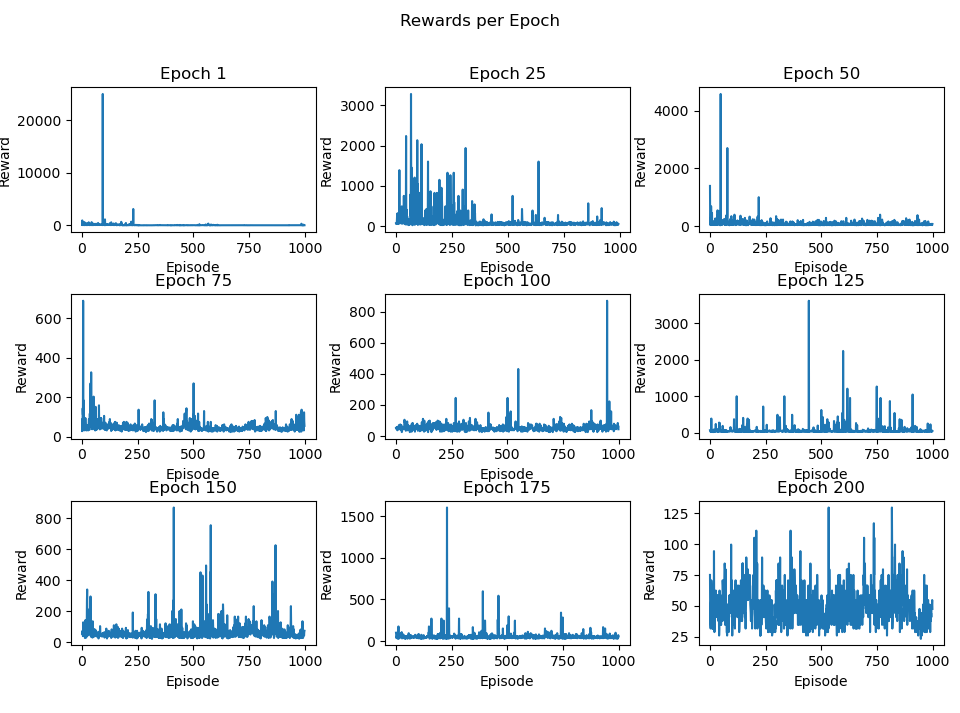 Rewards per Epoch
Epoch 1
Reward
20000
10000
0
0 250 500 750 1000
Episode
Epoch 25
Reward
3000
2000
1000
0
0 250 500 750 1000
Episode
Epoch 50
Reward
4000
2000
0
0 250 500 750 1000
Episode
Epoch 75
Reward
600
400
200
0
0 250 500 750 1000
Episode
Epoch 100
Reward
800
600
400
200
0
0 250 500 750 1000
Episode
Epoch 125
Reward
3000
2000
1000
0
0 250 500 750 1000
Episode
Epoch 150
Reward
800
600
400
200
0
0 250 500 750 1000
Episode
Epoch 175
Reward
1500
1000
500
0
0 250 500 750 1000
Episode
Epoch 200
Reward
125
100
75
50
25
0 250 500 750 1000
Episode